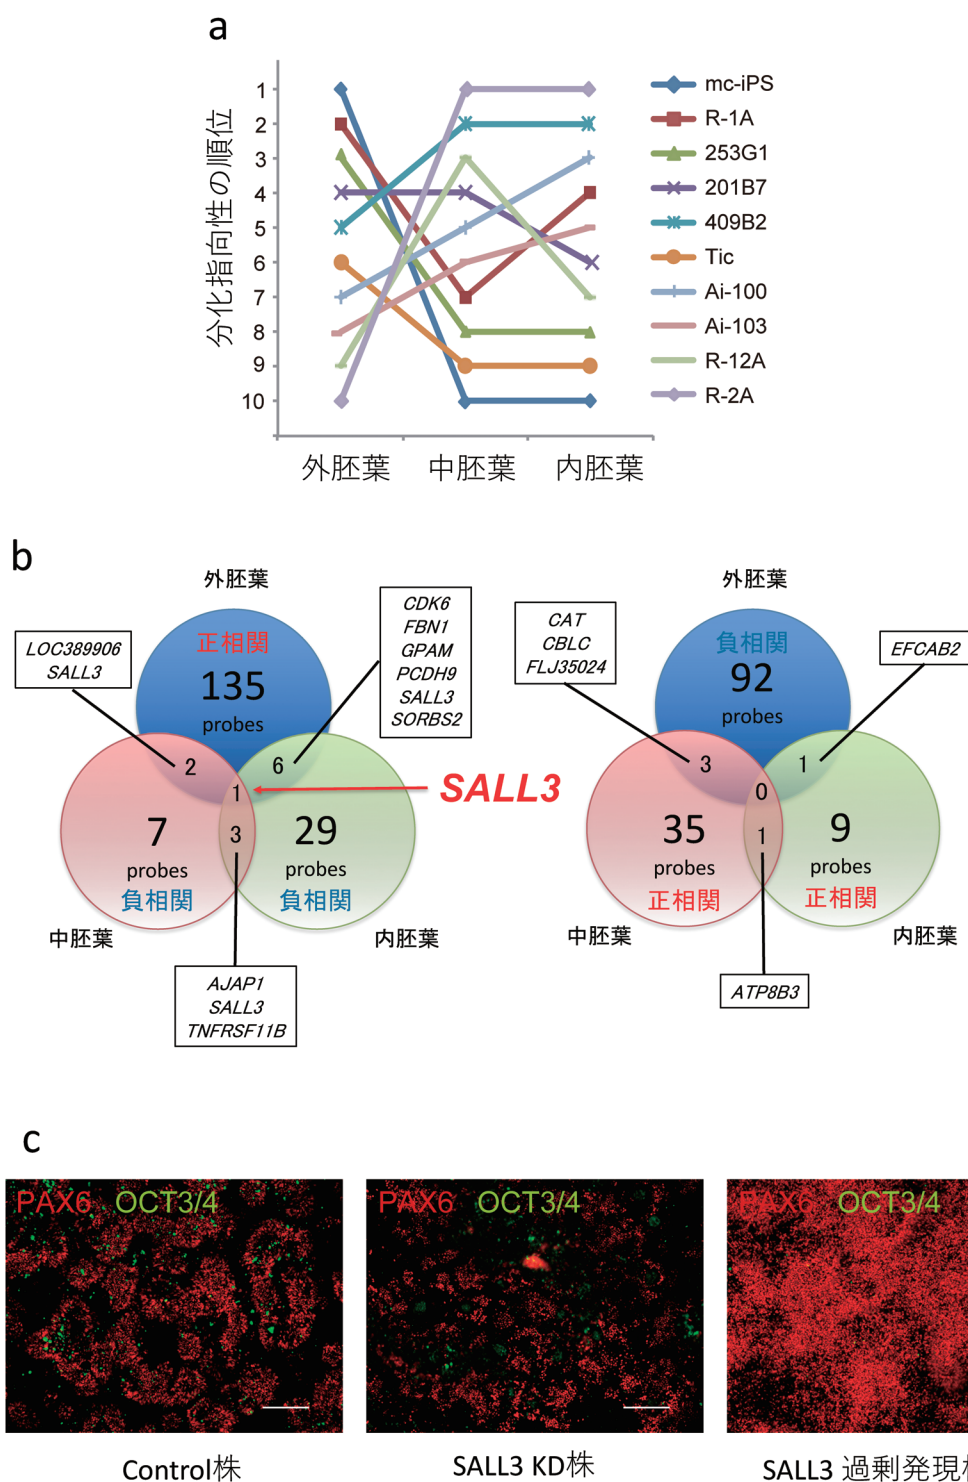 a
分化指向性の順位
1
2
3
4
5
6
7
8
9
10
外胚葉 中胚葉 内胚葉
mc-iPS
R-1A
253G1
201B7
409B2
Tic
Ai-100
Ai-103
R-12A
R-2A
b
外胚葉
正相関
135
probes
LOC389906
SALL3
CDK6
FBN1
GPAM
PCDH9
SALL3
SORBS2
2
6
1
3
SALL3
7
probes
負相関
29
probes
負相関
中胚葉
内胚葉
AJAP1
SALL3
TNFRSF11B
外胚葉
負相関
92
probes
CAT
CBLC
FLJ35024
EFCAB2
3
1
0
1
35
probes
正相関
9
probes
正相関
中胚葉
内胚葉
ATP8B3
c
PAX6 OCT3/4
PAX6 OCT3/4
PAX6 OCT3/4
Control株
SALL3 KD株
SALL3 過剰発現